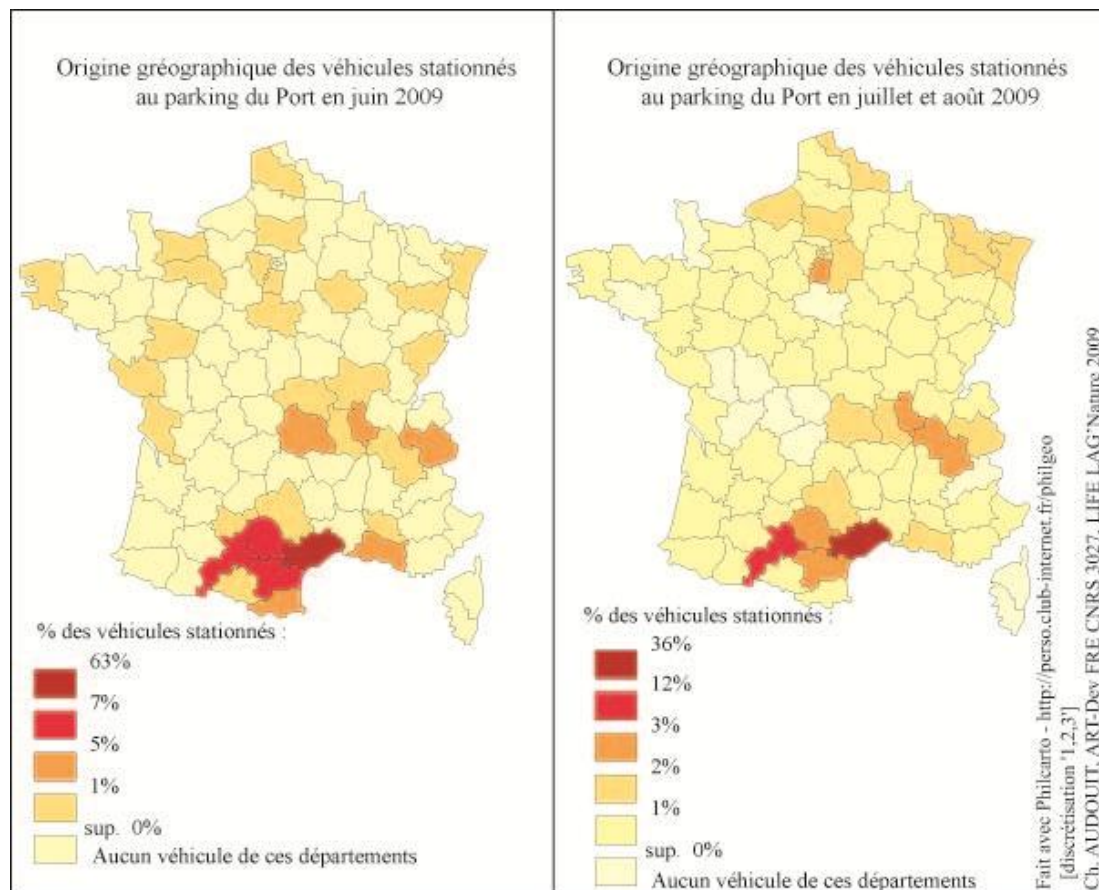 Origine gréographique des véhicules stationnés
au parking du Port en juin 2009
% des véhicules stationnés :
63%
7%
5%
1%
sup. 0%
Aucun véhicule de ces départements
Origine gréographique des véhicules stationnés
au parking du Port en juillet et août 2009
% des véhicules stationnés :
36%
12%
3%
2%
1%
sup. 0%
Aucun véhicule de ces départements
Fait avec Philcarto - http://perso.club-internet.fr/philgeo
[discrétisation '1,2,3']
Ch. AUDOUIT, ART-Dev FRE CNRS 3027, LIFE LAG'Nature 2009